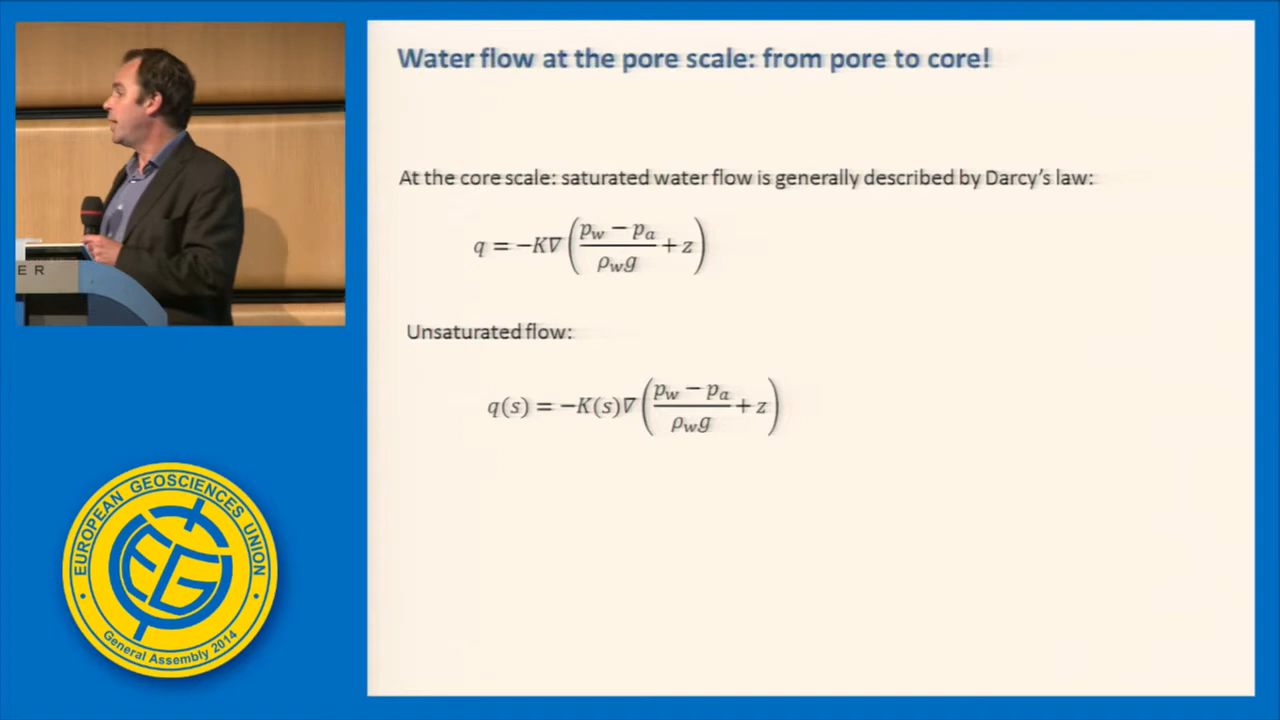 Water flow at the pore scale: from pore to core!
At the core scale: saturated water flow is generally described by Darcy's law:
q = −K∇((p_w − p_a)/(ρ_w g) + z)
Unsaturated flow:
q(s) = −K(s)∇((p_w − p_a)/(ρ_w g) + z)
E R
EUROPEAN GEOSCIENCES UNION
EGU
General Assembly 2014